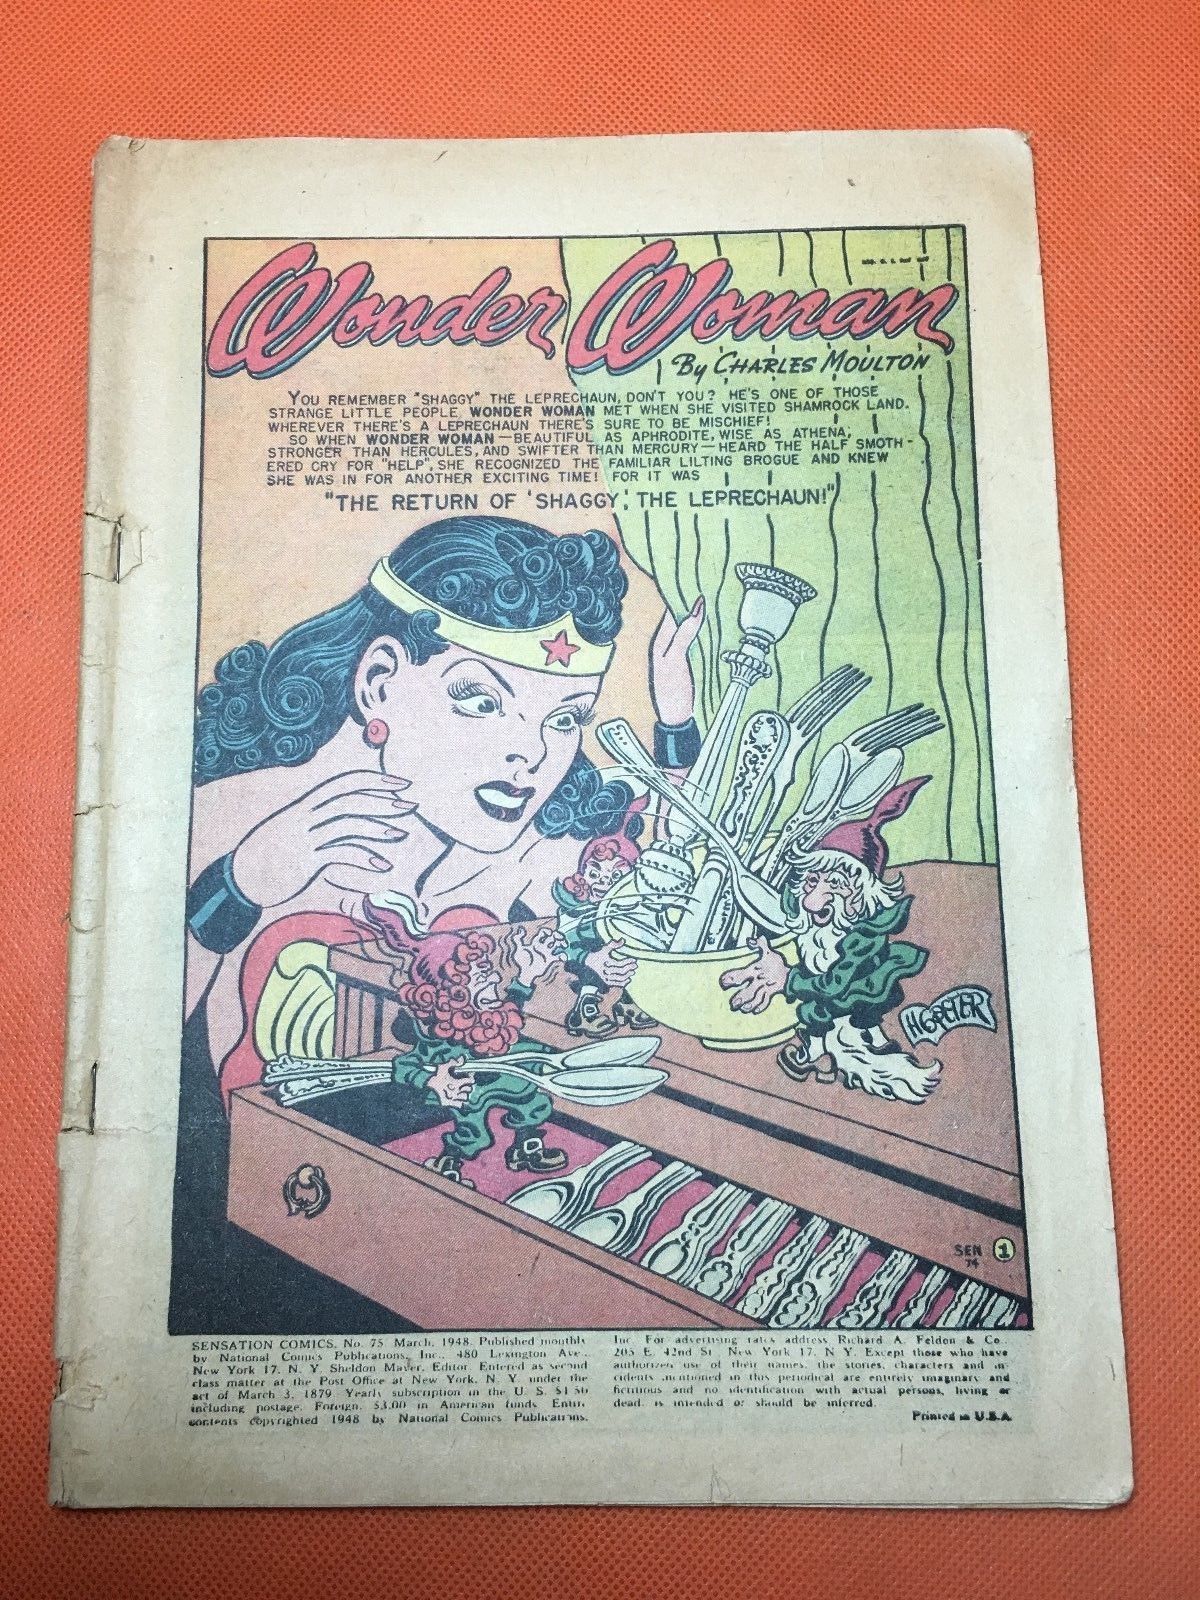 Wonder Woman
By CHARLES MOULTON
YOU REMEMBER "SHAGGY" THE LEPRECHAUN, DON'T YOU? HE'S ONE OF THOSE
STRANGE LITTLE PEOPLE WONDER WOMAN MET WHEN SHE VISITED SHAMROCK LAND.
WHEREVER THERE'S A LEPRECHAUN THERE'S SURE TO BE MISCHIEF!
SO WHEN WONDER WOMAN—BEAUTIFUL AS APHRODITE, WISE AS ATHENA,
STRONGER THAN HERCULES, AND SWIFTER THAN MERCURY—HEARD THE HALF SMOTH-
ERED CRY FOR "HELP", SHE RECOGNIZED THE FAMILIAR LILTING BROGUE AND KNEW
SHE WAS IN FOR ANOTHER EXCITING TIME! FOR IT WAS
"THE RETURN OF 'SHAGGY', THE LEPRECHAUN!"
H G PETER
SEN
74
1
SENSATION COMICS, No. 75. March, 1948. Published monthly
by National Comics Publications, Inc., 480 Lexington Ave.,
New York 17, N. Y. Sheldon Mayer, Editor. Entered as second
class matter at the Post Office at New York, N. Y. under the
act of March 3, 1879. Yearly subscription in the U. S. $1.50
including postage. Foreign, $3.00 in American funds. Entire
contents copyrighted 1948 by National Comics Publications,
Inc. For advertising rates address Richard A. Feldon & Co.,
205 E. 42nd St., New York 17, N. Y. Except those who have
authorized use of their names, the stories, characters and in-
cidents mentioned in this periodical are entirely imaginary and
fictitious and no identification with actual persons, living or
dead, is intended or should be inferred.
Printed in U.S.A.